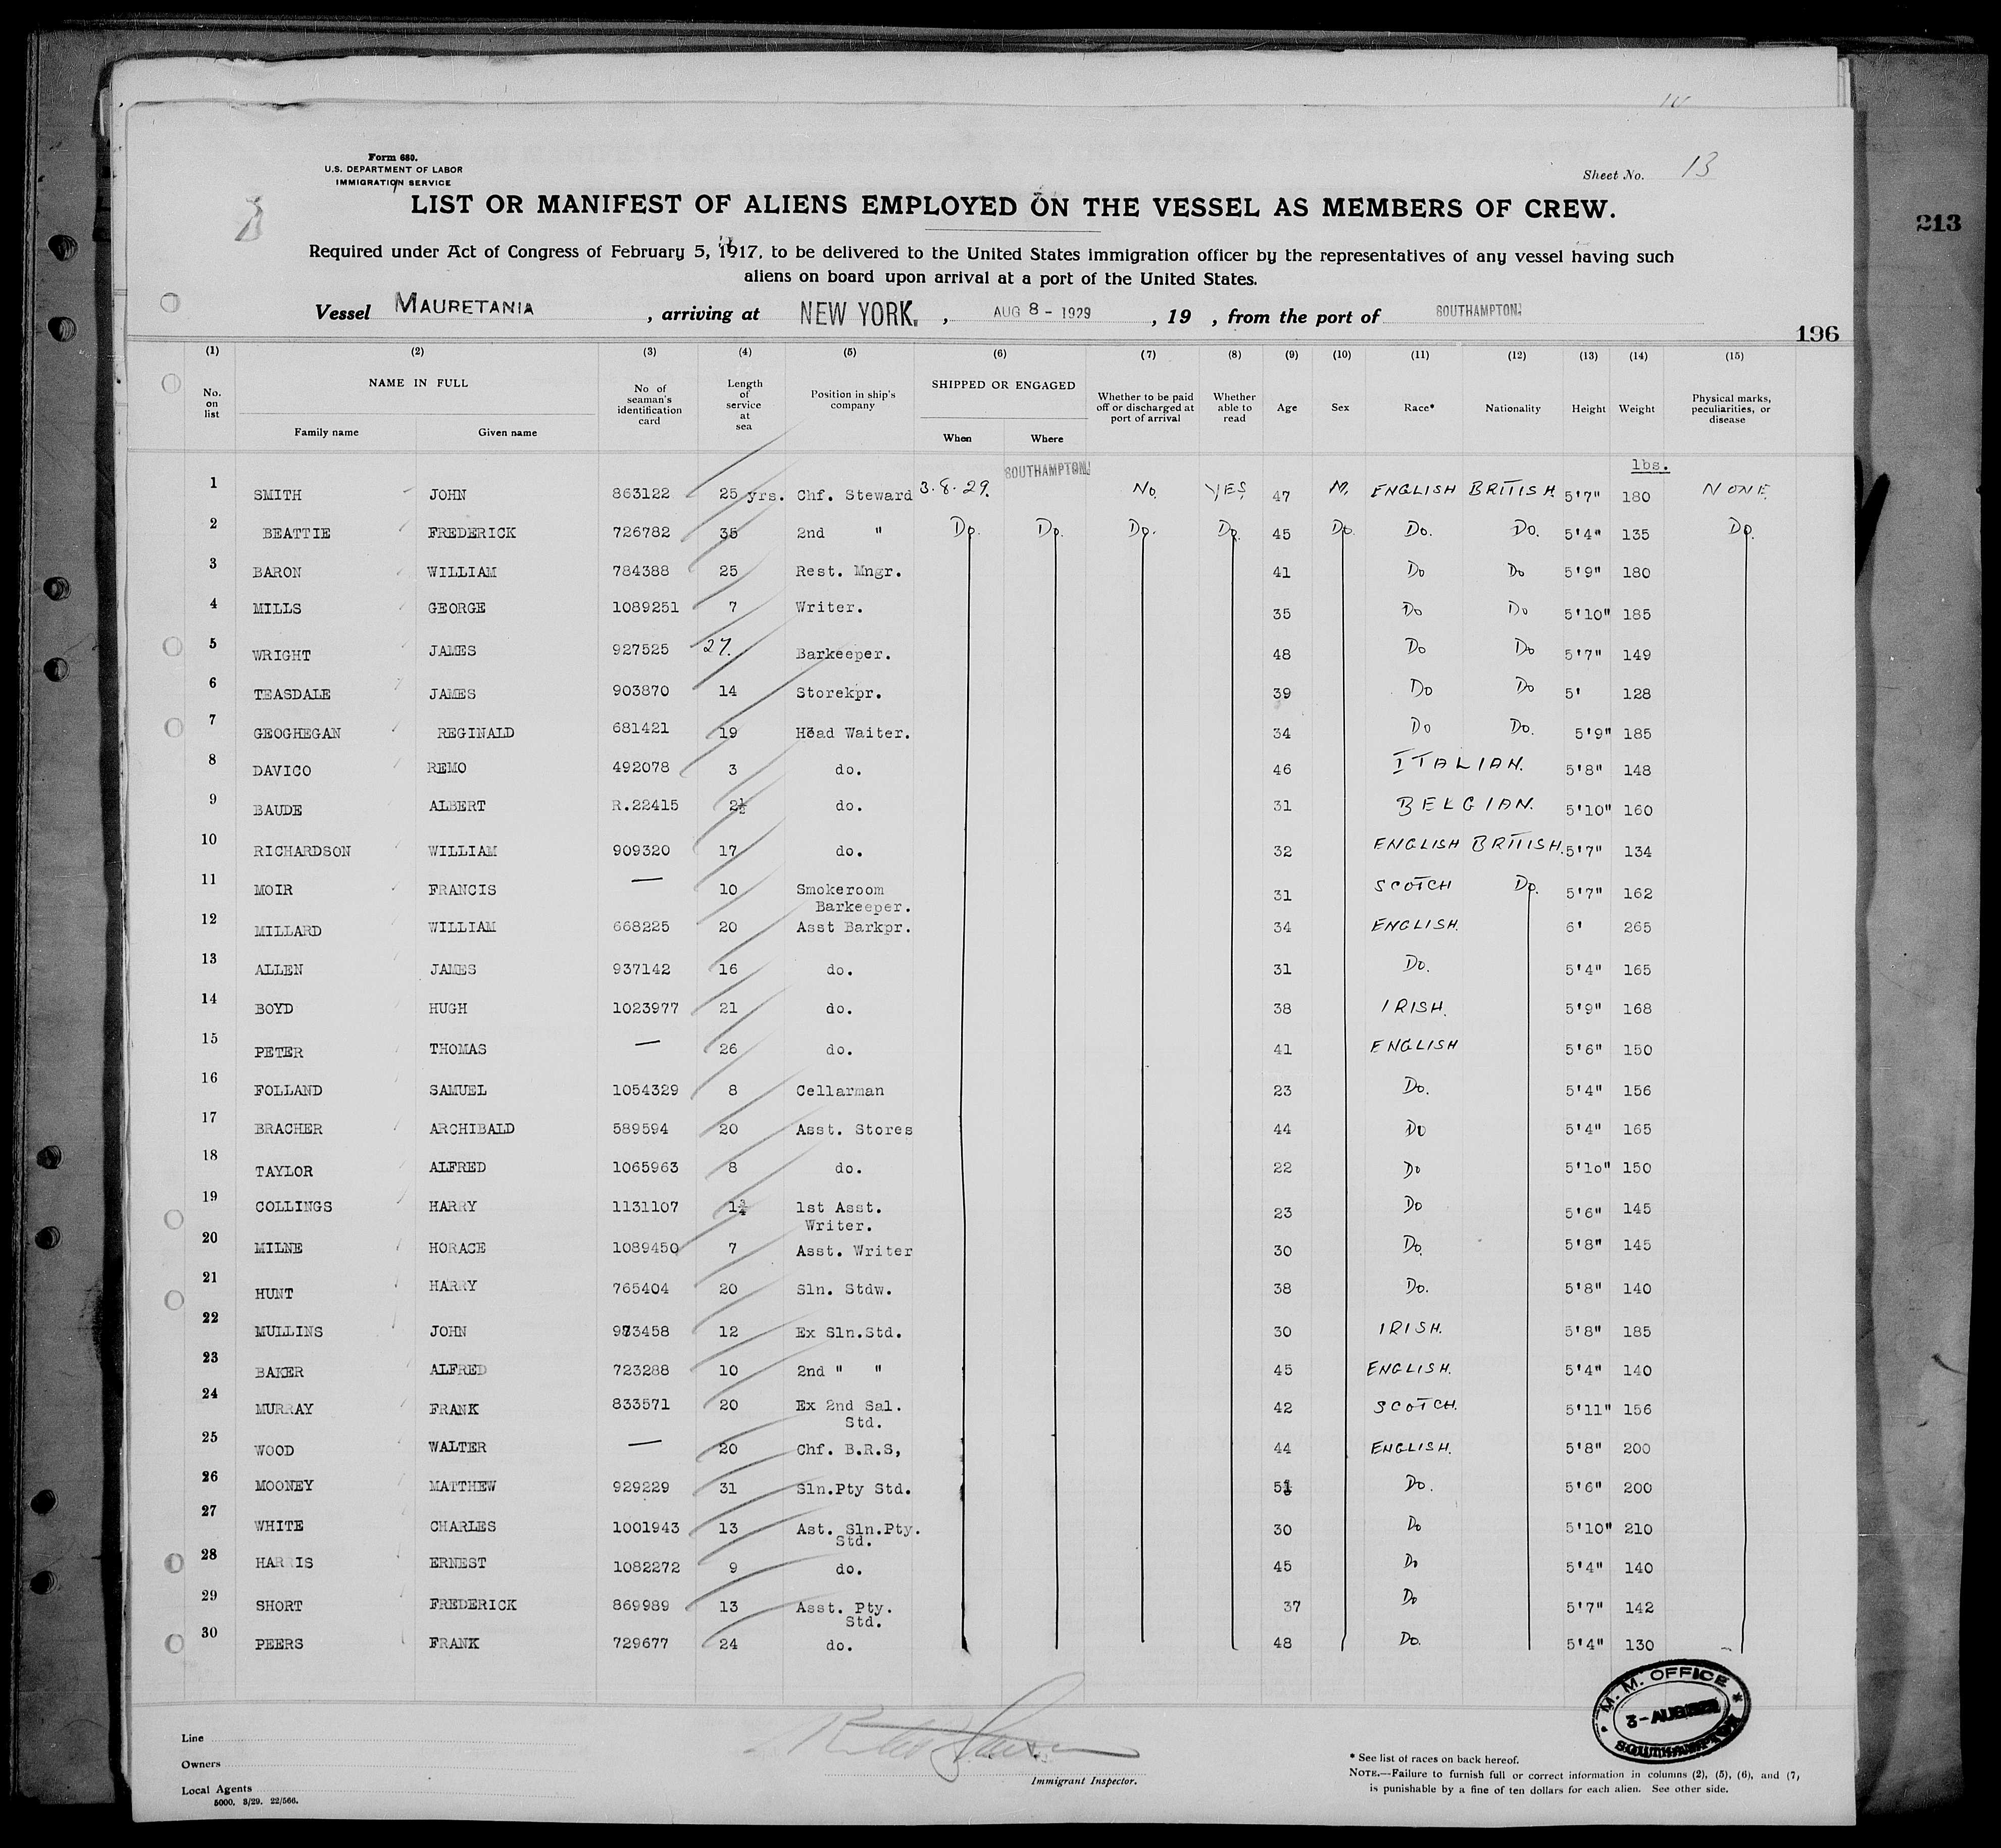 Form 680.
U.S. DEPARTMENT OF LABOR
IMMIGRATION SERVICE
Sheet No. 13
LIST OR MANIFEST OF ALIENS EMPLOYED ON THE VESSEL AS MEMBERS OF CREW.
213
Required under Act of Congress of February 5, 1917, to be delivered to the United States immigration officer by the representatives of any vessel having such
aliens on board upon arrival at a port of the United States.
Vessel MAURETANIA , arriving at NEW YORK. , AUG 8 - 1929 , 19 , from the port of SOUTHAMPTON.
196
(1) (2) (3) (4) (5) (6) (7) (8) (9) (10) (11) (12) (13) (14) (15)
No. on list NAME IN FULL Family name Given name No of seaman's identification card Length of service at sea Position in ship's company SHIPPED OR ENGAGED When Where Whether to be paid off or discharged at port of arrival Whether able to read Age Sex Race* Nationality Height Weight Physical marks, peculiarities, or disease
lbs.
1 SMITH JOHN 863122 25 yrs. Chf. Steward 3.8.29. SOUTHAMPTON. No. YES 47 M. ENGLISH BRITISH 5'7" 180 NONE.
2 BEATTIE FREDERICK 726782 35 2nd " Do. Do. Do. Do. 45 Do. Do. Do. 5'4" 135 Do.
3 BARON WILLIAM 784388 25 Rest. Mngr. 41 Do Do 5'9" 180
4 MILLS GEORGE 1089251 7 Writer. 35 Do Do 5'10" 185
5 WRIGHT JAMES 927525 27. Barkeeper. 48 Do Do 5'7" 149
6 TEASDALE JAMES 903870 14 Storekpr. 39 Do Do 5' 128
7 GEOGHEGAN REGINALD 681421 19 Head Waiter. 34 Do Do. 5'9" 185
8 DAVICO REMO 492078 3 do. 46 ITALIAN. 5'8" 148
9 BAUDE ALBERT R.22415 2½ do. 31 BELGIAN. 5'10" 160
10 RICHARDSON WILLIAM 909320 17 do. 32 ENGLISH BRITISH. 5'7" 134
11 MOIR FRANCIS — 10 Smokeroom 31 SCOTCH Do. 5'7" 162
Barkeeper.
12 MILLARD WILLIAM 668225 20 Asst Barkpr. 34 ENGLISH. 6' 265
13 ALLEN JAMES 937142 16 do. 31 Do. 5'4" 165
14 BOYD HUGH 1023977 21 do. 38 IRISH. 5'9" 168
15 PETER THOMAS — 26 do. 41 ENGLISH 5'6" 150
16 FOLLAND SAMUEL 1054329 8 Cellarman 23 Do. 5'4" 156
17 BRACHER ARCHIBALD 589594 20 Asst. Stores 44 Do 5'4" 165
18 TAYLOR ALFRED 1065963 8 do. 22 Do 5'10" 150
19 COLLINGS HARRY 1131107 1¾ 1st Asst. 23 Do 5'6" 145
Writer.
20 MILNE HORACE 1089450 7 Asst. Writer 30 Do. 5'8" 145
21 HUNT HARRY 765404 20 Sln. Stdw. 38 Do. 5'8" 140
22 MULLINS JOHN 973458 12 Ex Sln.Std. 30 IRISH. 5'8" 185
23 BAKER ALFRED 723288 10 2nd " " 45 ENGLISH. 5'4" 140
24 MURRAY FRANK 833571 20 Ex 2nd Sal. 42 SCOTCH. 5'11" 156
Std.
25 WOOD WALTER — 20 Chf. B.R.S, 44 ENGLISH. 5'8" 200
26 MOONEY MATTHEW 929229 31 Sln.Pty Std. Do. 5'6" 200
27 WHITE CHARLES 1001943 13 Ast. Sln.Pty. 30 Do 5'10" 210
Std.
28 HARRIS ERNEST 1082272 9 do. 45 Do 5'4" 140
29 SHORT FREDERICK 869989 13 Asst. Pty. 37 Do 5'7" 142
Std.
30 PEERS FRANK 729677 24 do. 48 Do. 5'4" 130
M. M. OFFICE
3 - AUG
SOUTHAMPTON
Line
Owners
Local Agents
5000. 3/29. 22/566.
Immigrant Inspector.
* See list of races on back hereof.
NOTE.—Failure to furnish full or correct information in columns (2), (5), (6), and (7,
is punishable by a fine of ten dollars for each alien. See other side.